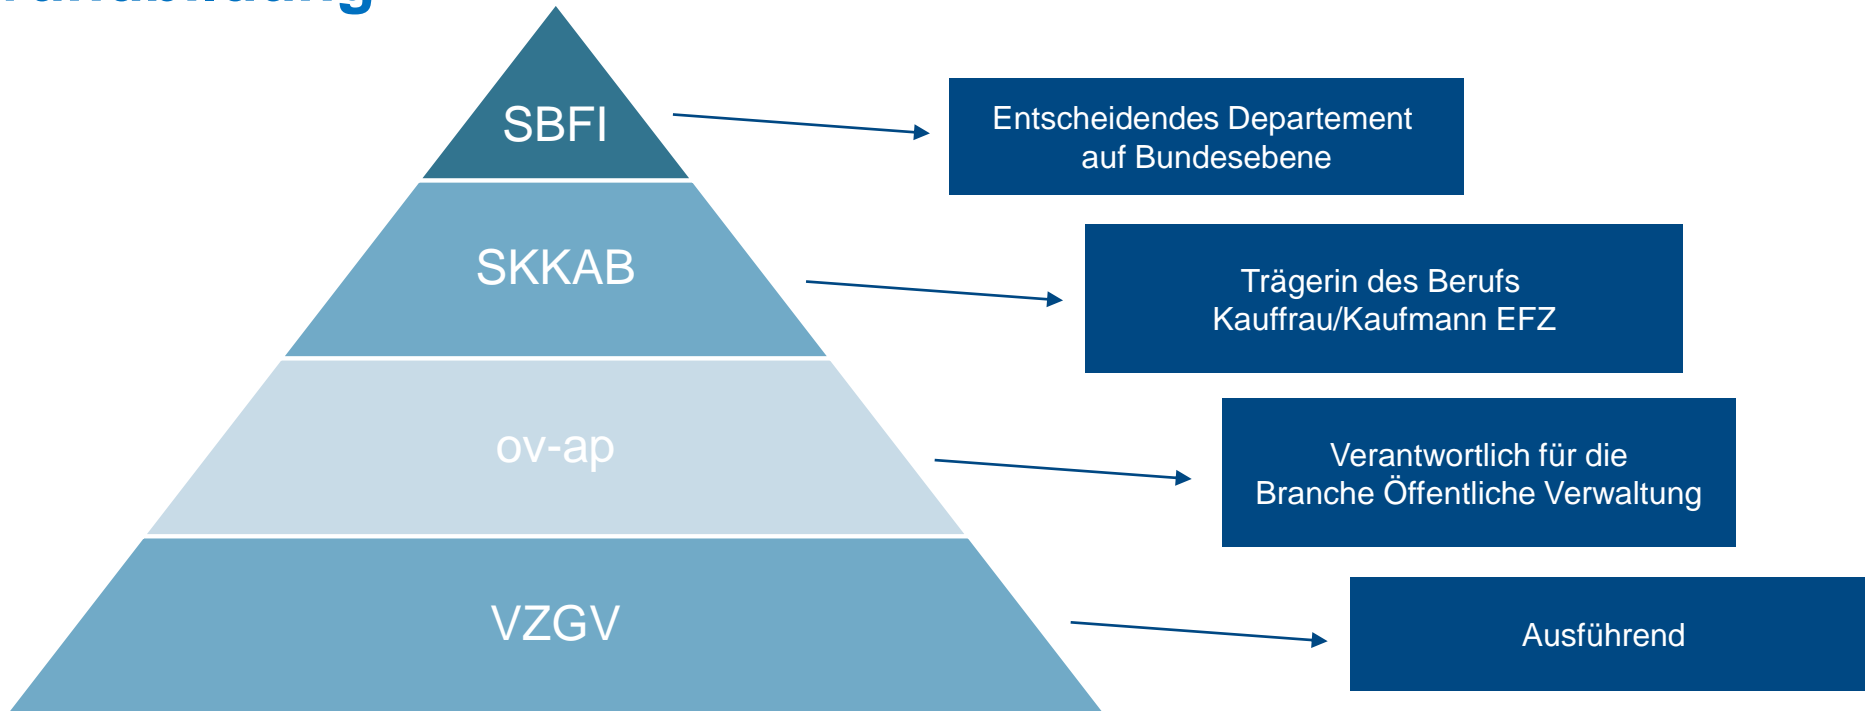 SBFI
Entscheidendes Departement
auf Bundesebene
SKKAB
Trägerin des Berufs
Kauffrau/Kaufmann EFZ
ov-ap
Verantwortlich für die
Branche Öffentliche Verwaltung
VZGV
Ausführend